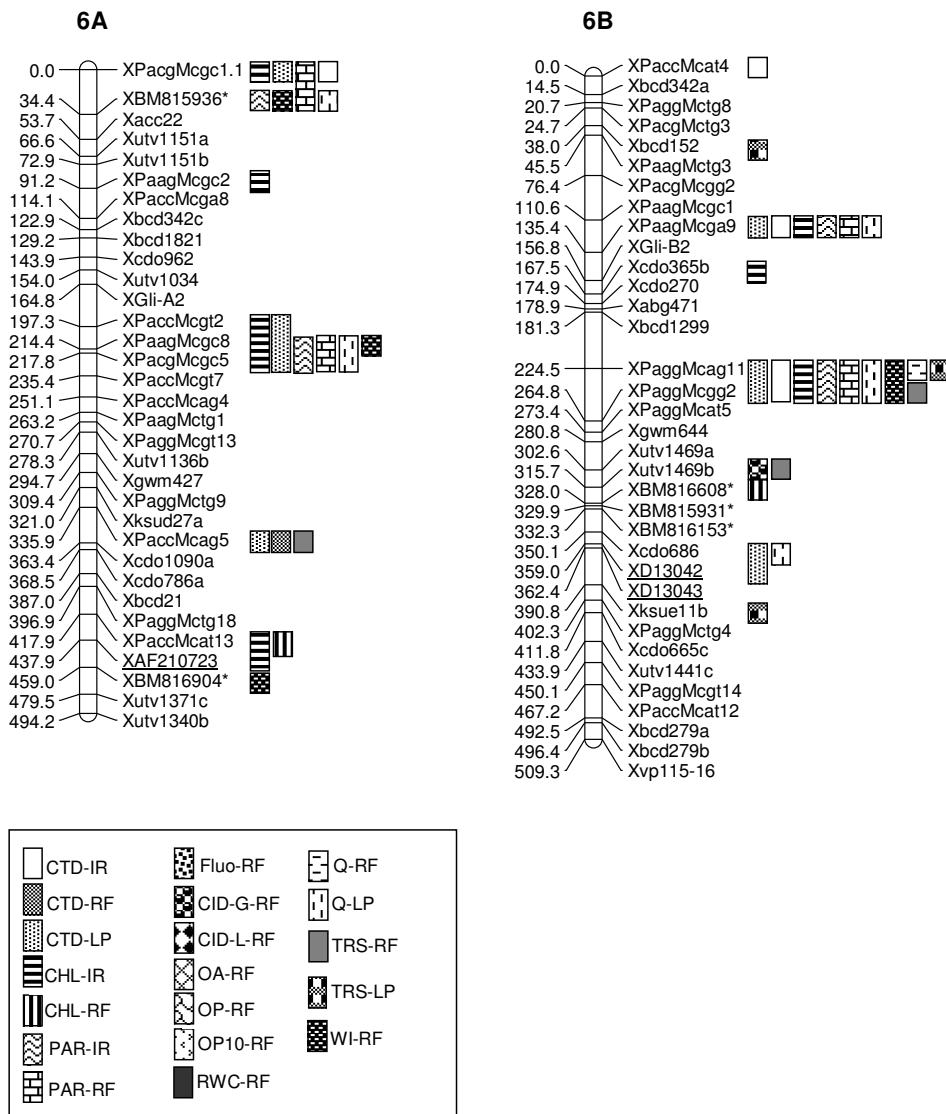 6A
0.0 XPacgMcgc1.1
34.4 XBM815936*
53.7 Xacc22
66.6 Xutv1151a
72.9 Xutv1151b
91.2 XPaagMcgc2
114.1 XPaccMcga8
122.9 Xbcd342c
129.2 Xbcd1821
143.9 Xcdo962
154.0 Xutv1034
164.8 XGli-A2
197.3 XPaccMcgt2
214.4 XPaagMcgc8
217.8 XPacgMcgc5
235.4 XPaccMcgt7
251.1 XPaccMcag4
263.2 XPaagMctg1
270.7 XPaggMcgt13
278.3 Xutv1136b
294.7 Xgwm427
309.4 XPaggMctg9
321.0 Xksud27a
335.9 XPaccMcag5
363.4 Xcdo1090a
368.5 Xcdo786a
387.0 Xbcd21
396.9 XPaggMctg18
417.9 XPaccMcat13
437.9 XAF210723
459.0 XBM816904*
479.5 Xutv1371c
494.2 Xutv1340b
6B
0.0 XPaccMcat4
14.5 Xbcd342a
20.7 XPaggMctg8
24.7 XPacgMctg3
38.0 Xbcd152
45.5 XPaagMctg3
76.4 XPacgMcgg2
110.6 XPaagMcgc1
135.4 XPaagMcga9
156.8 XGli-B2
167.5 Xcdo365b
174.9 Xcdo270
178.9 Xabg471
181.3 Xbcd1299
224.5 XPaggMcag11
264.8 XPaggMcgg2
273.4 XPaggMcat5
280.8 Xgwm644
302.6 Xutv1469a
315.7 Xutv1469b
328.0 XBM816608*
329.9 XBM815931*
332.3 XBM816153*
350.1 Xcdo686
359.0 XD13042
362.4 XD13043
390.8 Xksue11b
402.3 XPaggMctg4
411.8 Xcdo665c
433.9 Xutv1441c
450.1 XPaggMcgt14
467.2 XPaccMcat12
492.5 Xbcd279a
496.4 Xbcd279b
509.3 Xvp115-16
CTD-IR
CTD-RF
CTD-LP
CHL-IR
CHL-RF
PAR-IR
PAR-RF
Fluo-RF
CID-G-RF
CID-L-RF
OA-RF
OP-RF
OP10-RF
RWC-RF
Q-RF
Q-LP
TRS-RF
TRS-LP
WI-RF